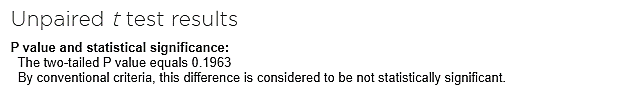 Unpaired t test results
P value and statistical significance:
The two-tailed P value equals 0.1963
By conventional criteria, this difference is considered to be not statistically significant.